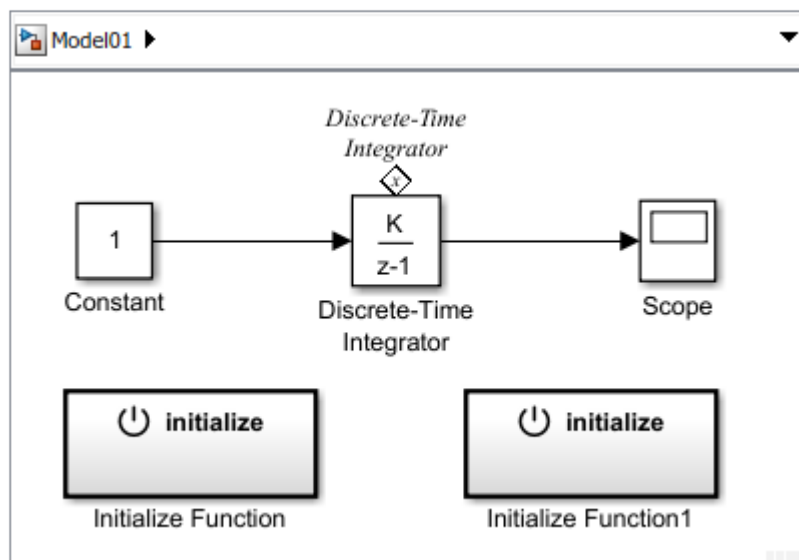 Model01
Discrete-Time
Integrator
x
1
K
z-1
Constant
Discrete-Time
Integrator
Scope
initialize
initialize
Initialize Function
Initialize Function1